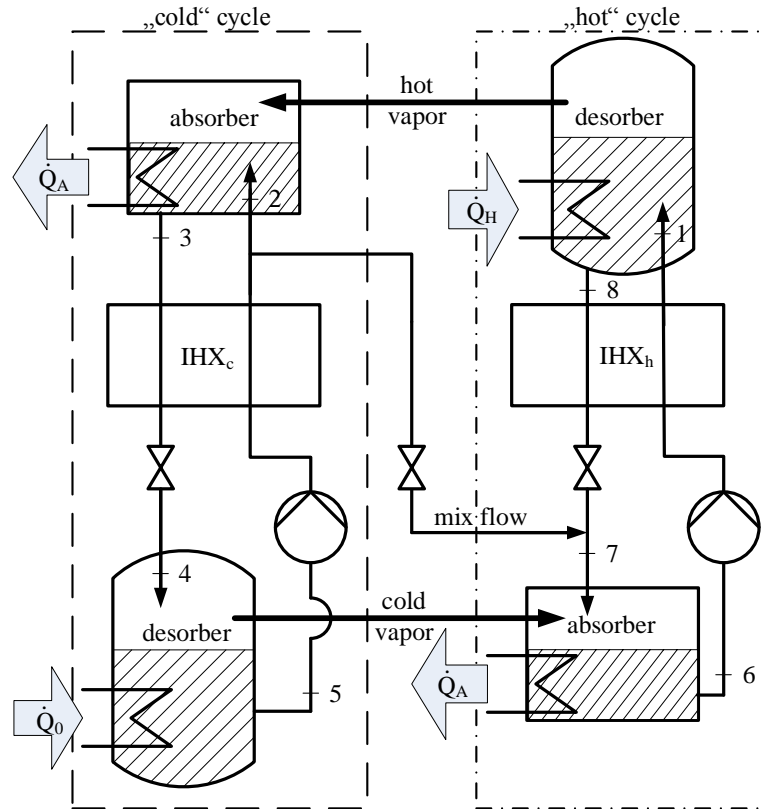 „cold“ cycle
„hot“ cycle
hot
vapor
absorber
desorber
Q̇A
2
Q̇H
1
3
8
IHXc
IHXh
mix flow
4
7
desorber
cold
vapor
absorber
5
Q̇A
6
Q̇0